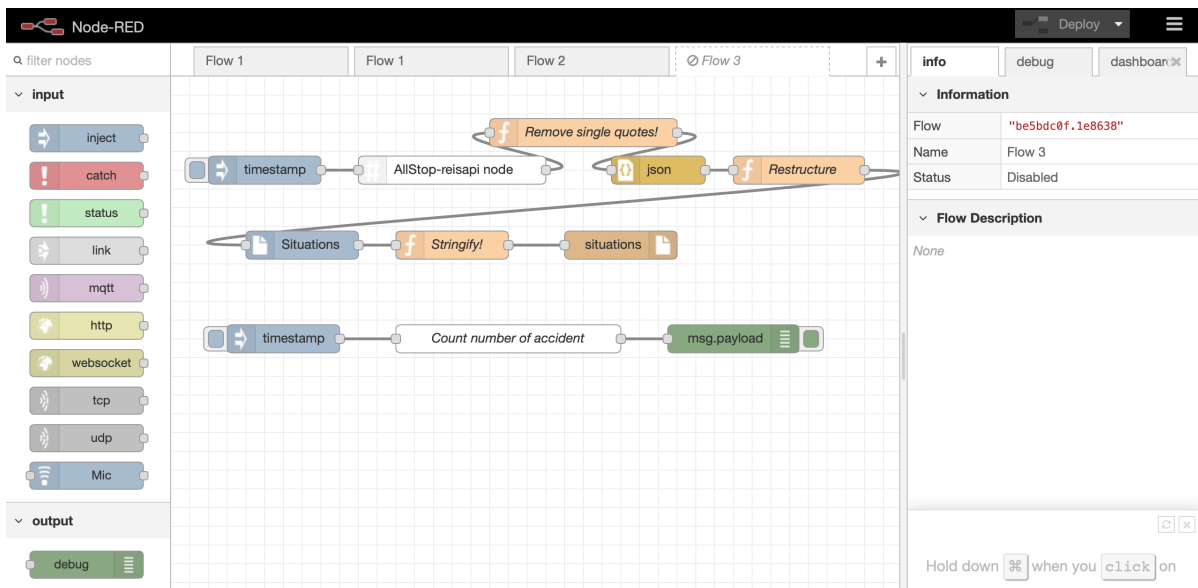 Node-RED
Deploy
filter nodes
Flow 1
Flow 1
Flow 2
Flow 3
+
info
debug
dashboar
input
inject
catch
status
link
mqtt
http
websocket
tcp
udp
Mic
output
debug
Remove single quotes!
timestamp
AllStop-reisapi node
json
Restructure
Situations
Stringify!
situations
timestamp
Count number of accident
msg.payload
Information
Flow "be5bdc0f.1e8638"
Name Flow 3
Status Disabled
Flow Description
None
Hold down ⌘ when you click on